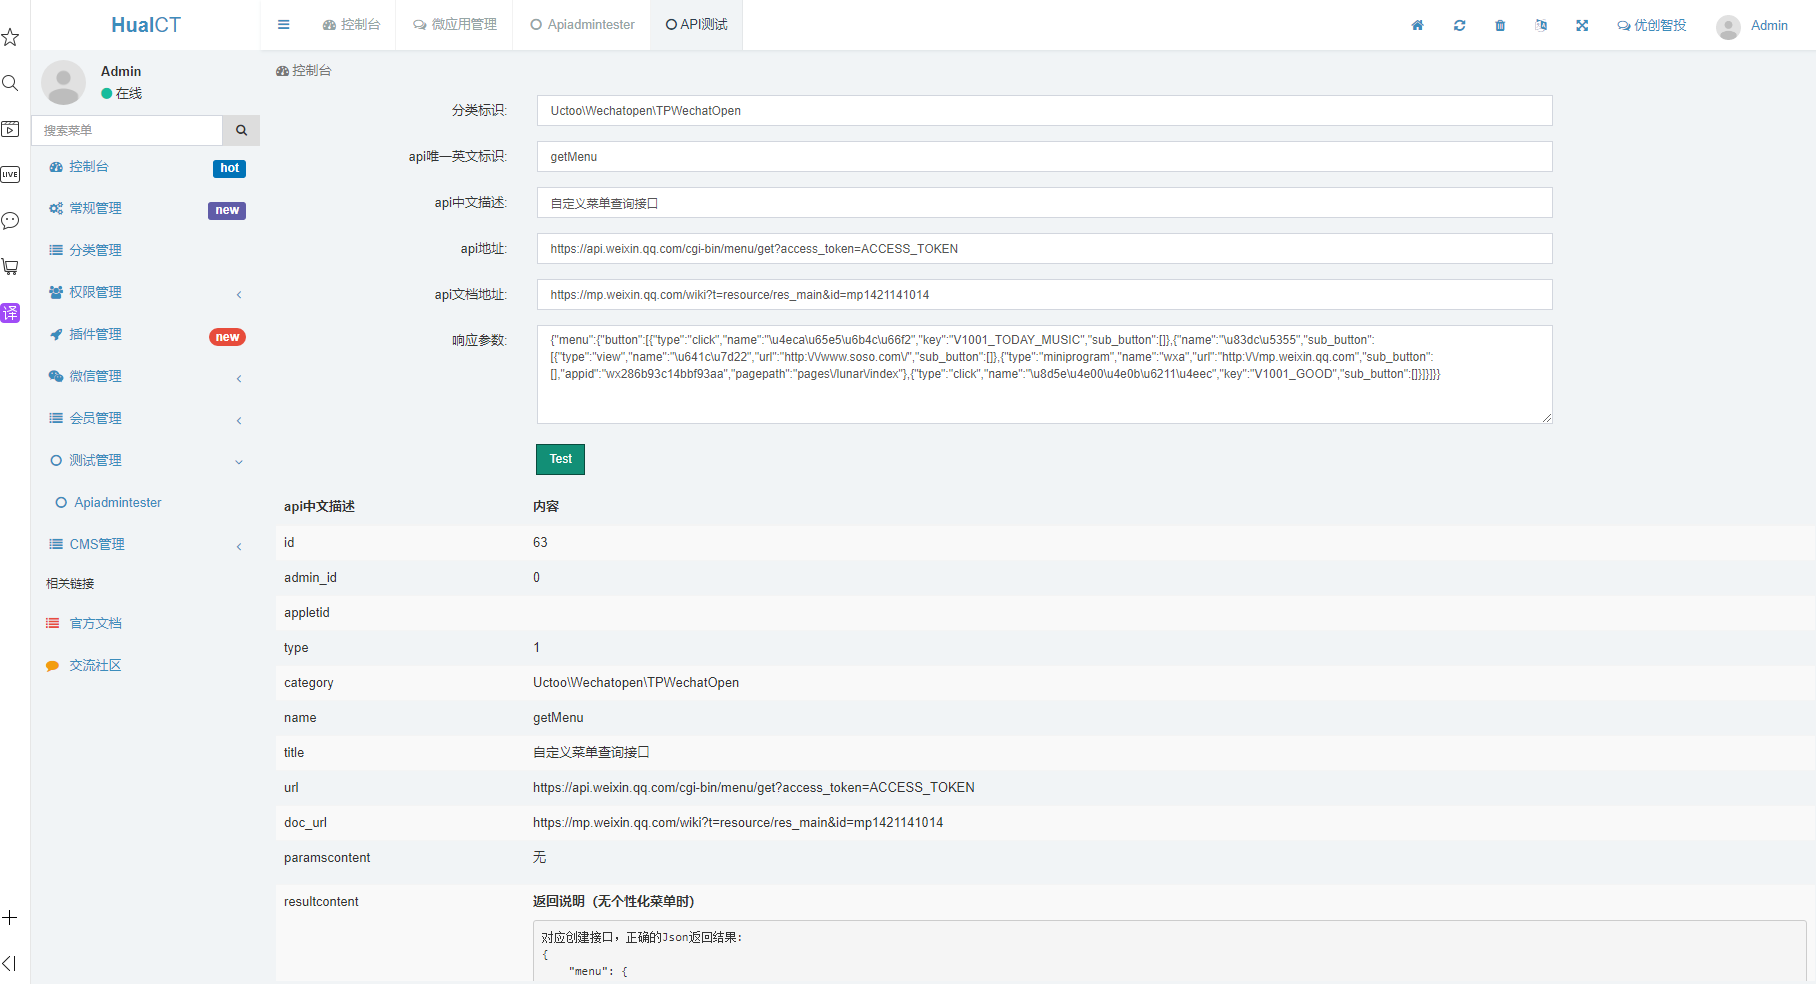 HualCT
控制台
微应用管理
Apiadmintester
API测试
优创智投
Admin
LIVE
译
Admin
在线
搜索菜单
控制台 hot
常规管理 new
分类管理
权限管理
插件管理 new
微信管理
会员管理
测试管理
Apiadmintester
CMS管理
相关链接
官方文档
交流社区
控制台
分类标识: Uctoo\Wechatopen\TPWechatOpen
api唯一英文标识: getMenu
api中文描述: 自定义菜单查询接口
api地址: https://api.weixin.qq.com/cgi-bin/menu/get?access_token=ACCESS_TOKEN
api文档地址: https://mp.weixin.qq.com/wiki?t=resource/res_main&id=mp1421141014
响应参数: {"menu":{"button":[{"type":"click","name":"\u4eca\u65e5\u6b4c\u66f2","key":"V1001_TODAY_MUSIC","sub_button":[]},{"name":"\u83dc\u5355","sub_button":
[{"type":"view","name":"\u641c\u7d22","url":"http:\/\/www.soso.com\/","sub_button":[]},{"type":"miniprogram","name":"wxa","url":"http:\/\/mp.weixin.qq.com","sub_button":
[],"appid":"wx286b93c14bbf93aa","pagepath":"pages\/lunar\/index"},{"type":"click","name":"\u8d5e\u4e00\u4e0b\u6211\u4eec","key":"V1001_GOOD","sub_button":[]}]}]}}
Test
api中文描述 内容
id 63
admin_id 0
appletid
type 1
category Uctoo\Wechatopen\TPWechatOpen
name getMenu
title 自定义菜单查询接口
url https://api.weixin.qq.com/cgi-bin/menu/get?access_token=ACCESS_TOKEN
doc_url https://mp.weixin.qq.com/wiki?t=resource/res_main&id=mp1421141014
paramscontent 无
resultcontent 返回说明（无个性化菜单时）
对应创建接口，正确的Json返回结果:
{
"menu": {